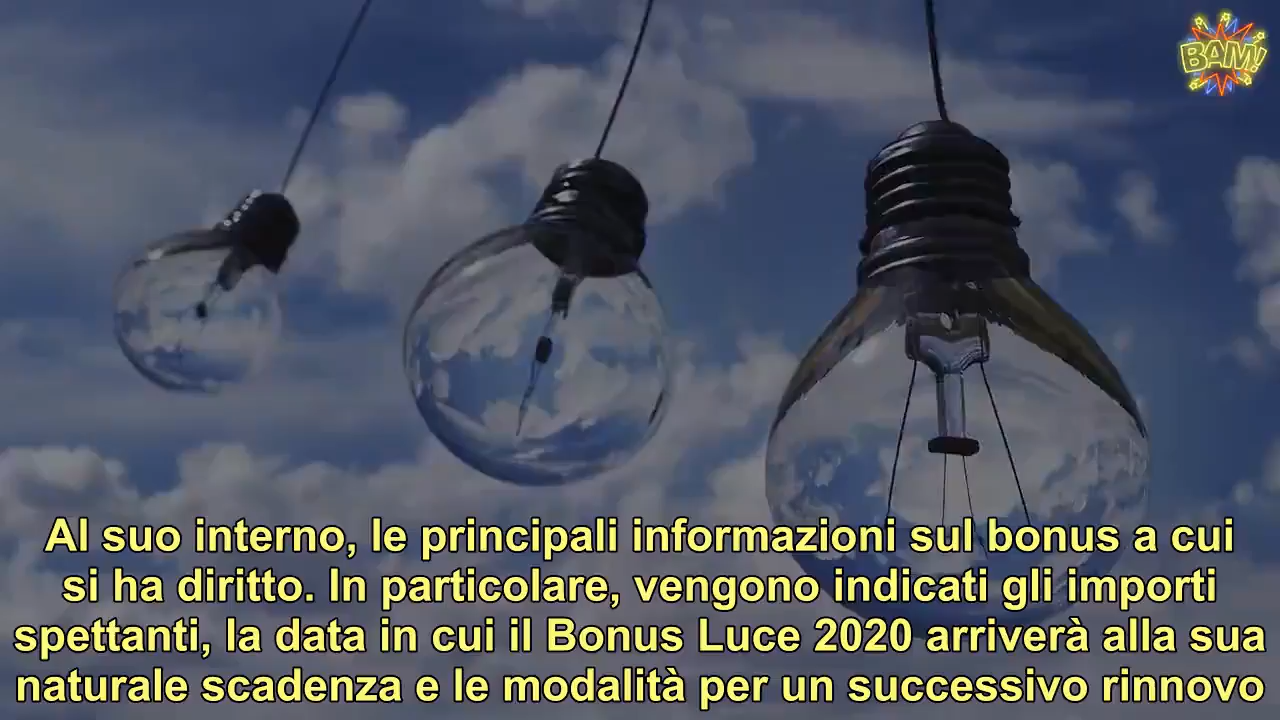 BAM!
Al suo interno, le principali informazioni sul bonus a cui
si ha diritto. In particolare, vengono indicati gli importi
spettanti, la data in cui il Bonus Luce 2020 arriverà alla sua
naturale scadenza e le modalità per un successivo rinnovo